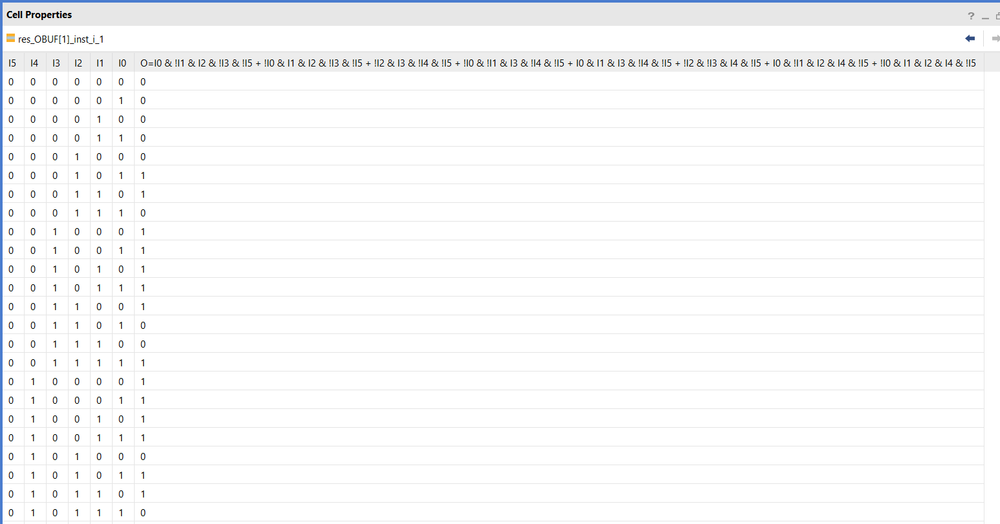 Cell Properties
? _
res_OBUF[1]_inst_i_1
I5 I4 I3 I2 I1 I0 O=I0 & !I1 & I2 & !I3 & !I5 + !I0 & I1 & I2 & !I3 & !I5 + !I2 & I3 & !I4 & !I5 + !I0 & !I1 & I3 & !I4 & !I5 + I0 & I1 & I3 & !I4 & !I5 + !I2 & !I3 & I4 & !I5 + I0 & !I1 & I2 & I4 & !I5 + !I0 & I1 & I2 & I4 & !I5
0 0 0 0 0 0 0
0 0 0 0 0 1 0
0 0 0 0 1 0 0
0 0 0 0 1 1 0
0 0 0 1 0 0 0
0 0 0 1 0 1 1
0 0 0 1 1 0 1
0 0 0 1 1 1 0
0 0 1 0 0 0 1
0 0 1 0 0 1 1
0 0 1 0 1 0 1
0 0 1 0 1 1 1
0 0 1 1 0 0 1
0 0 1 1 0 1 0
0 0 1 1 1 0 0
0 0 1 1 1 1 1
0 1 0 0 0 0 1
0 1 0 0 0 1 1
0 1 0 0 1 0 1
0 1 0 0 1 1 1
0 1 0 1 0 0 0
0 1 0 1 0 1 1
0 1 0 1 1 0 1
0 1 0 1 1 1 0